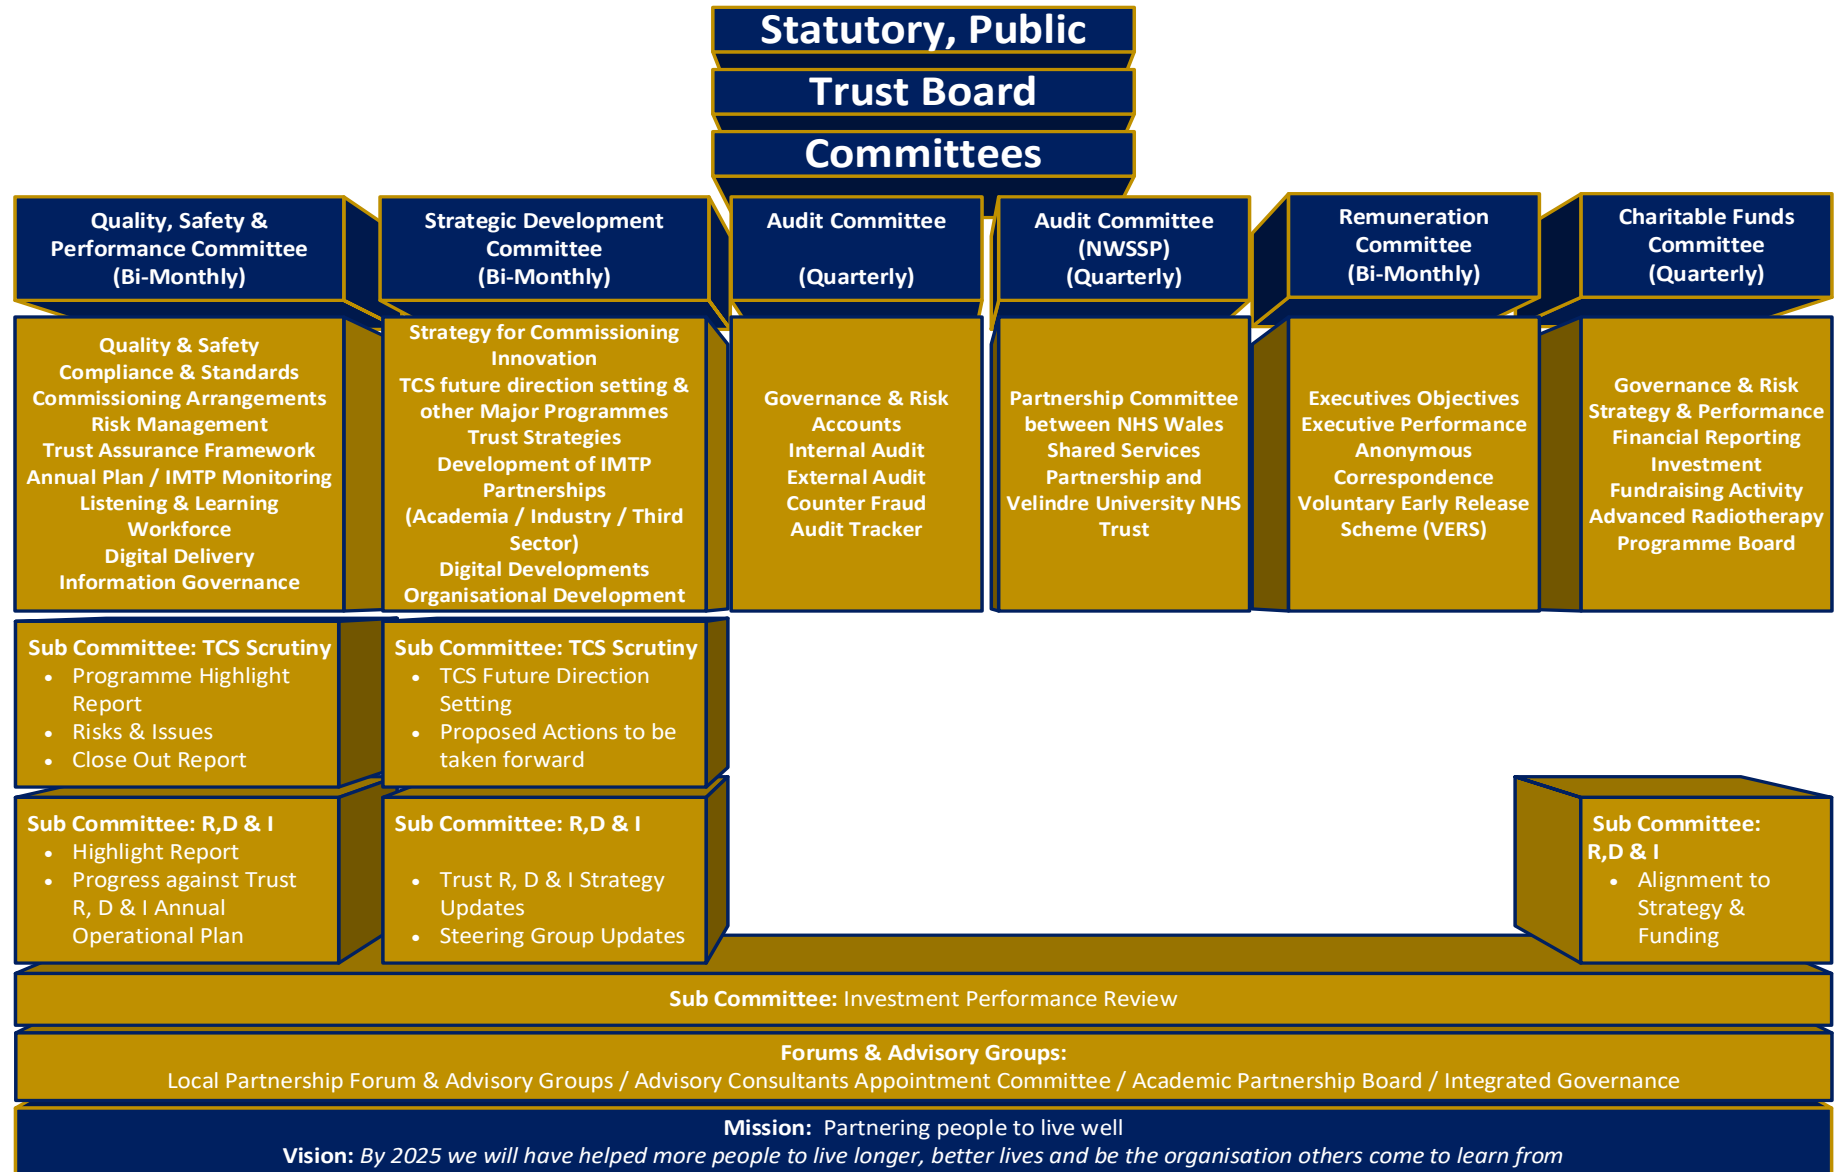 Statutory, Public
Trust Board
Committees
Quality, Safety &
Performance Committee
(Bi-Monthly)
Strategic Development
Committee
(Bi-Monthly)
Audit Committee
(Quarterly)
Audit Committee
(NWSSP)
(Quarterly)
Remuneration
Committee
(Bi-Monthly)
Charitable Funds
Committee
(Quarterly)
Quality & Safety
Compliance & Standards
Commissioning Arrangements
Risk Management
Trust Assurance Framework
Annual Plan / IMTP Monitoring
Listening & Learning
Workforce
Digital Delivery
Information Governance
Strategy for Commissioning
Innovation
TCS future direction setting &
other Major Programmes
Trust Strategies
Development of IMTP
Partnerships
(Academia / Industry / Third
Sector)
Digital Developments
Organisational Development
Governance & Risk
Accounts
Internal Audit
External Audit
Counter Fraud
Audit Tracker
Partnership Committee
between NHS Wales
Shared Services
Partnership and
Velindre University NHS
Trust
Executives Objectives
Executive Performance
Anonymous
Correspondence
Voluntary Early Release
Scheme (VERS)
Governance & Risk
Strategy & Performance
Financial Reporting
Investment
Fundraising Activity
Advanced Radiotherapy
Programme Board
Sub Committee: TCS Scrutiny
• Programme Highlight
Report
• Risks & Issues
• Close Out Report
Sub Committee: TCS Scrutiny
• TCS Future Direction
Setting
• Proposed Actions to be
taken forward
Sub Committee: R,D & I
• Highlight Report
• Progress against Trust
R, D & I Annual
Operational Plan
Sub Committee: R,D & I
• Trust R, D & I Strategy
Updates
• Steering Group Updates
Sub Committee:
R,D & I
• Alignment to
Strategy &
Funding
Sub Committee: Investment Performance Review
Forums & Advisory Groups:
Local Partnership Forum & Advisory Groups / Advisory Consultants Appointment Committee / Academic Partnership Board / Integrated Governance
Mission: Partnering people to live well
Vision: By 2025 we will have helped more people to live longer, better lives and be the organisation others come to learn from